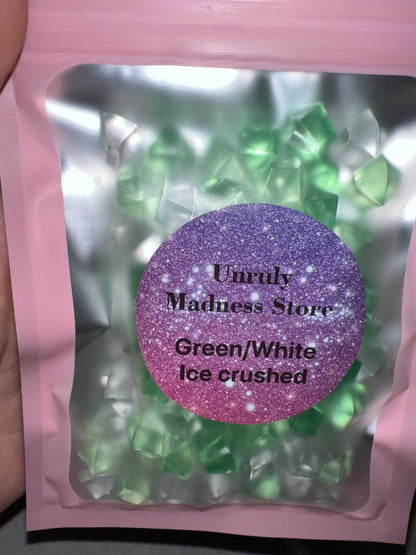 Unruly
Madness Store
Green/White
Ice crushed